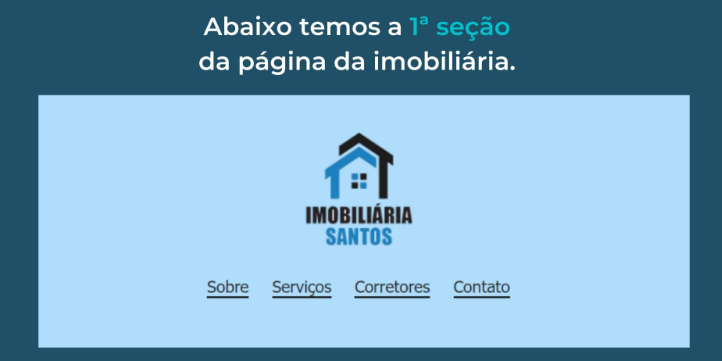 Abaixo temos a 1ª seção
da página da imobiliária.
IMOBILIÁRIA
SANTOS
Sobre Serviços Corretores Contato